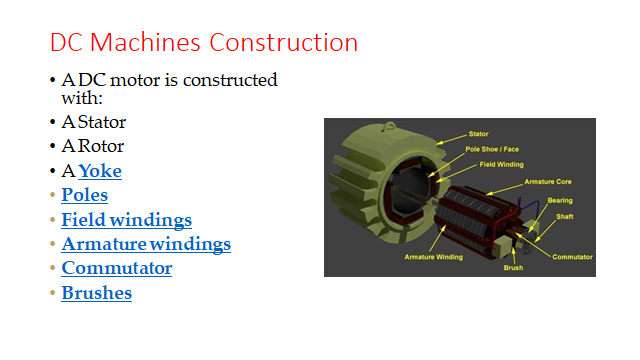 DC Machines Construction
• A DC motor is constructed
with:
• A Stator
• A Rotor
• A Yoke
• Poles
• Field windings
• Armature windings
• Commutator
• Brushes
Stator
Pole Shoe / Face
Field Winding
Armature Core
Bearing
Shaft
Armature Winding
Commutator
Brush